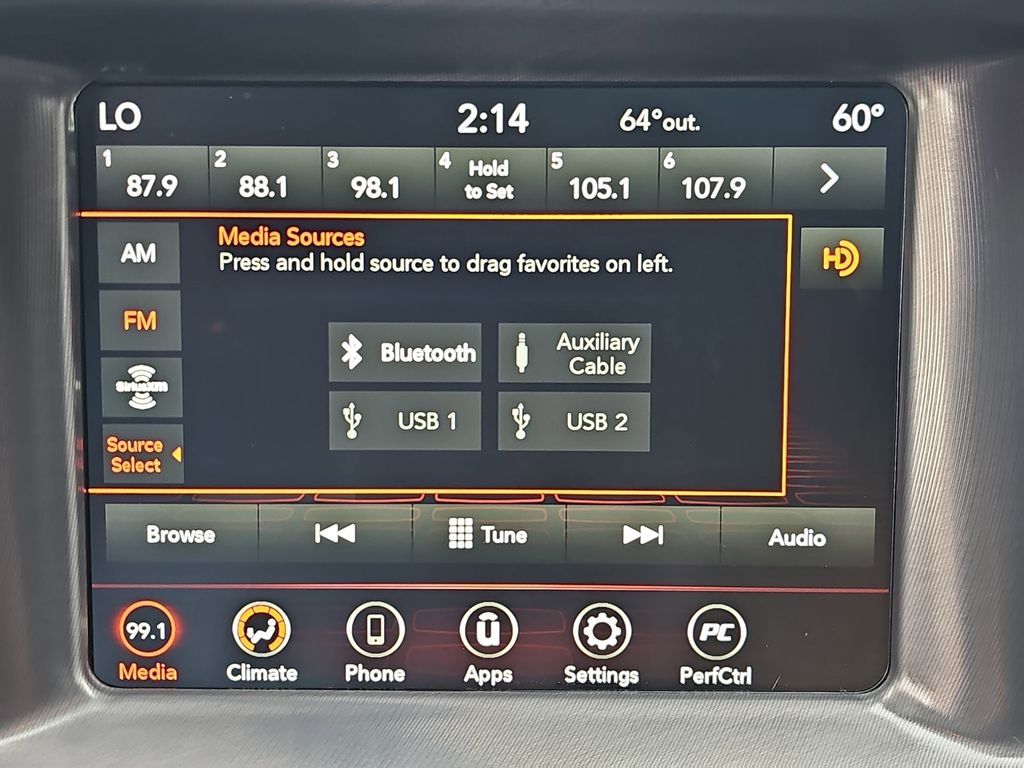 LO 2:14 64°out. 60°
1 2 3 4 Hold 5 6
87.9 88.1 98.1 to Set 105.1 107.9
AM Media Sources
Press and hold source to drag favorites on left.
HD
FM
Bluetooth Auxiliary
Cable
SiriusXM
USB 1 USB 2
Source
Select
Browse Tune Audio
99.1 PC
Media Climate Phone Apps Settings PerfCtrl